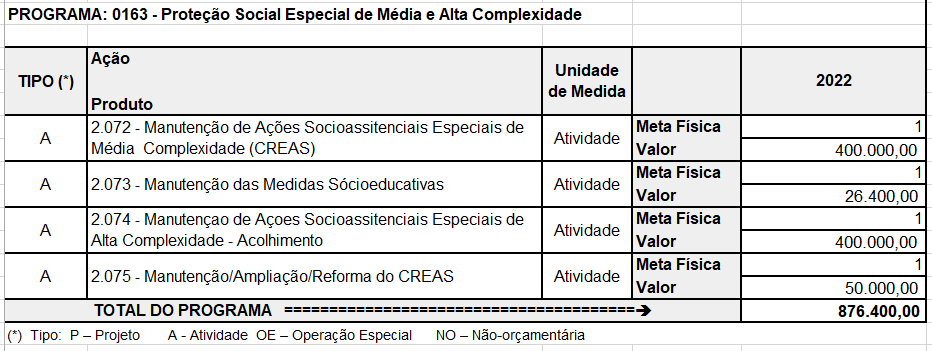 PROGRAMA: 0163 - Proteção Social Especial de Média e Alta Complexidade
TIPO (*)
Ação
Produto
Unidade
de Medida
2022
A
2.072 - Manutenção de Ações Socioassitenciais Especiais de
Média  Complexidade (CREAS)
Atividade
Meta Física
1
Valor
400.000,00
A
2.073 - Manutenção das Medidas Sócioeducativas
Atividade
Meta Física
1
Valor
26.400,00
A
2.074 - Manutençao de Açoes Socioassitenciais Especiais de
Alta Complexidade - Acolhimento
Atividade
Meta Física
1
Valor
400.000,00
A
2.075 - Manutenção/Ampliação/Reforma do CREAS
Atividade
Meta Física
1
Valor
50.000,00
TOTAL DO PROGRAMA =======================================➔ 876.400,00
(*) Tipo: P – Projeto A - Atividade OE – Operação Especial NO – Não-orçamentária